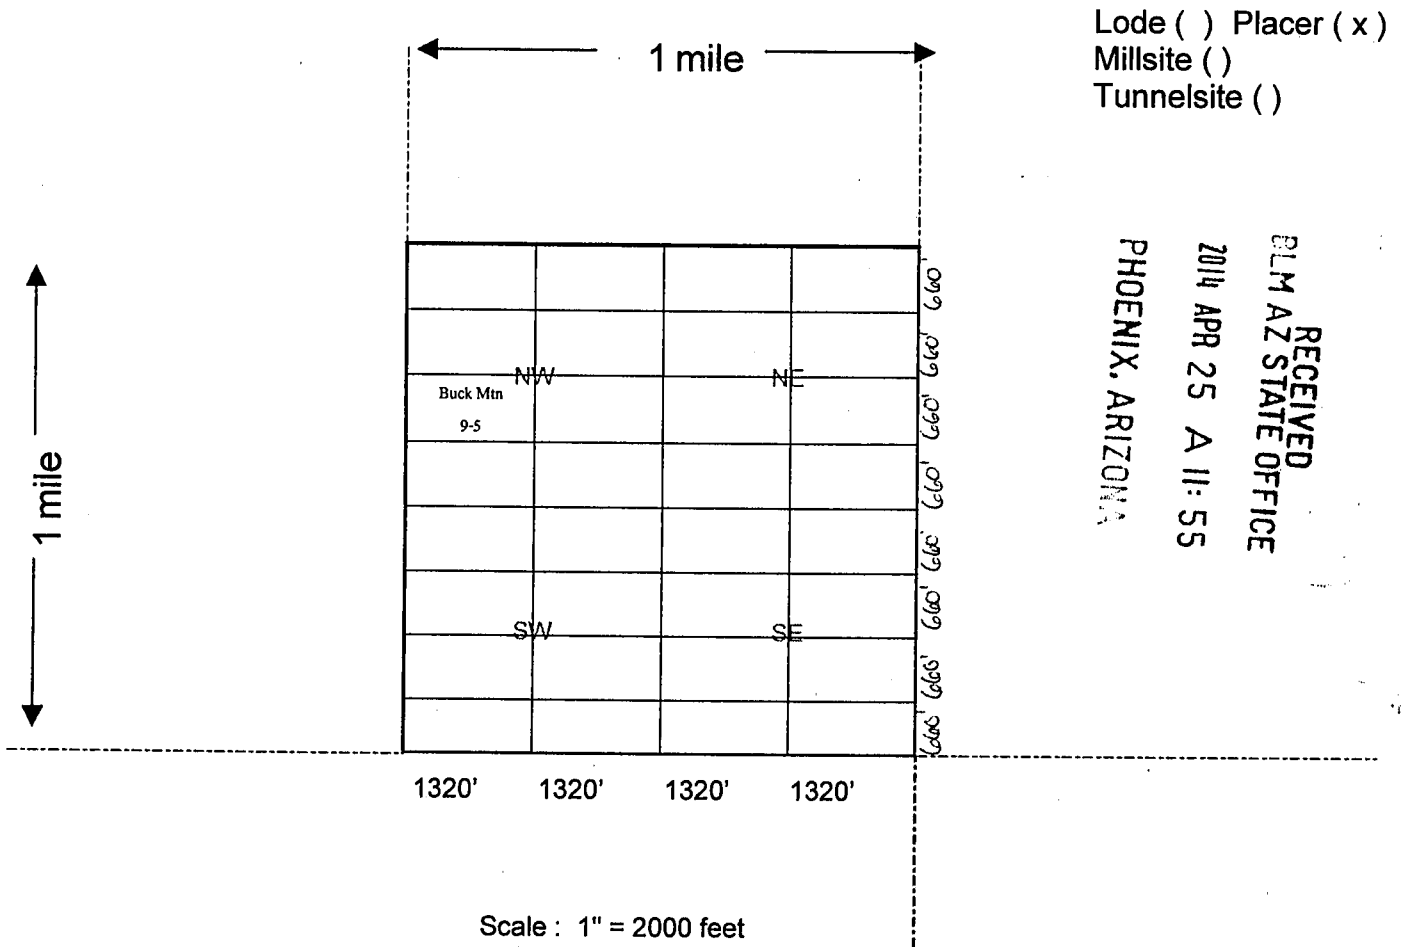 Lode ( ) Placer ( x )
Millsite ( )
Tunnelsite ( )
1 mile
1 mile
RECEIVED
BLM AZ STATE OFFICE
2014 APR 25 A 11: 55
PHOENIX, ARIZONA
NW
NE
Buck Mtn
9-5
SW
SE
660'
660'
660'
660'
660'
660'
660'
660'
1320' 1320' 1320' 1320'
Scale : 1" = 2000 feet